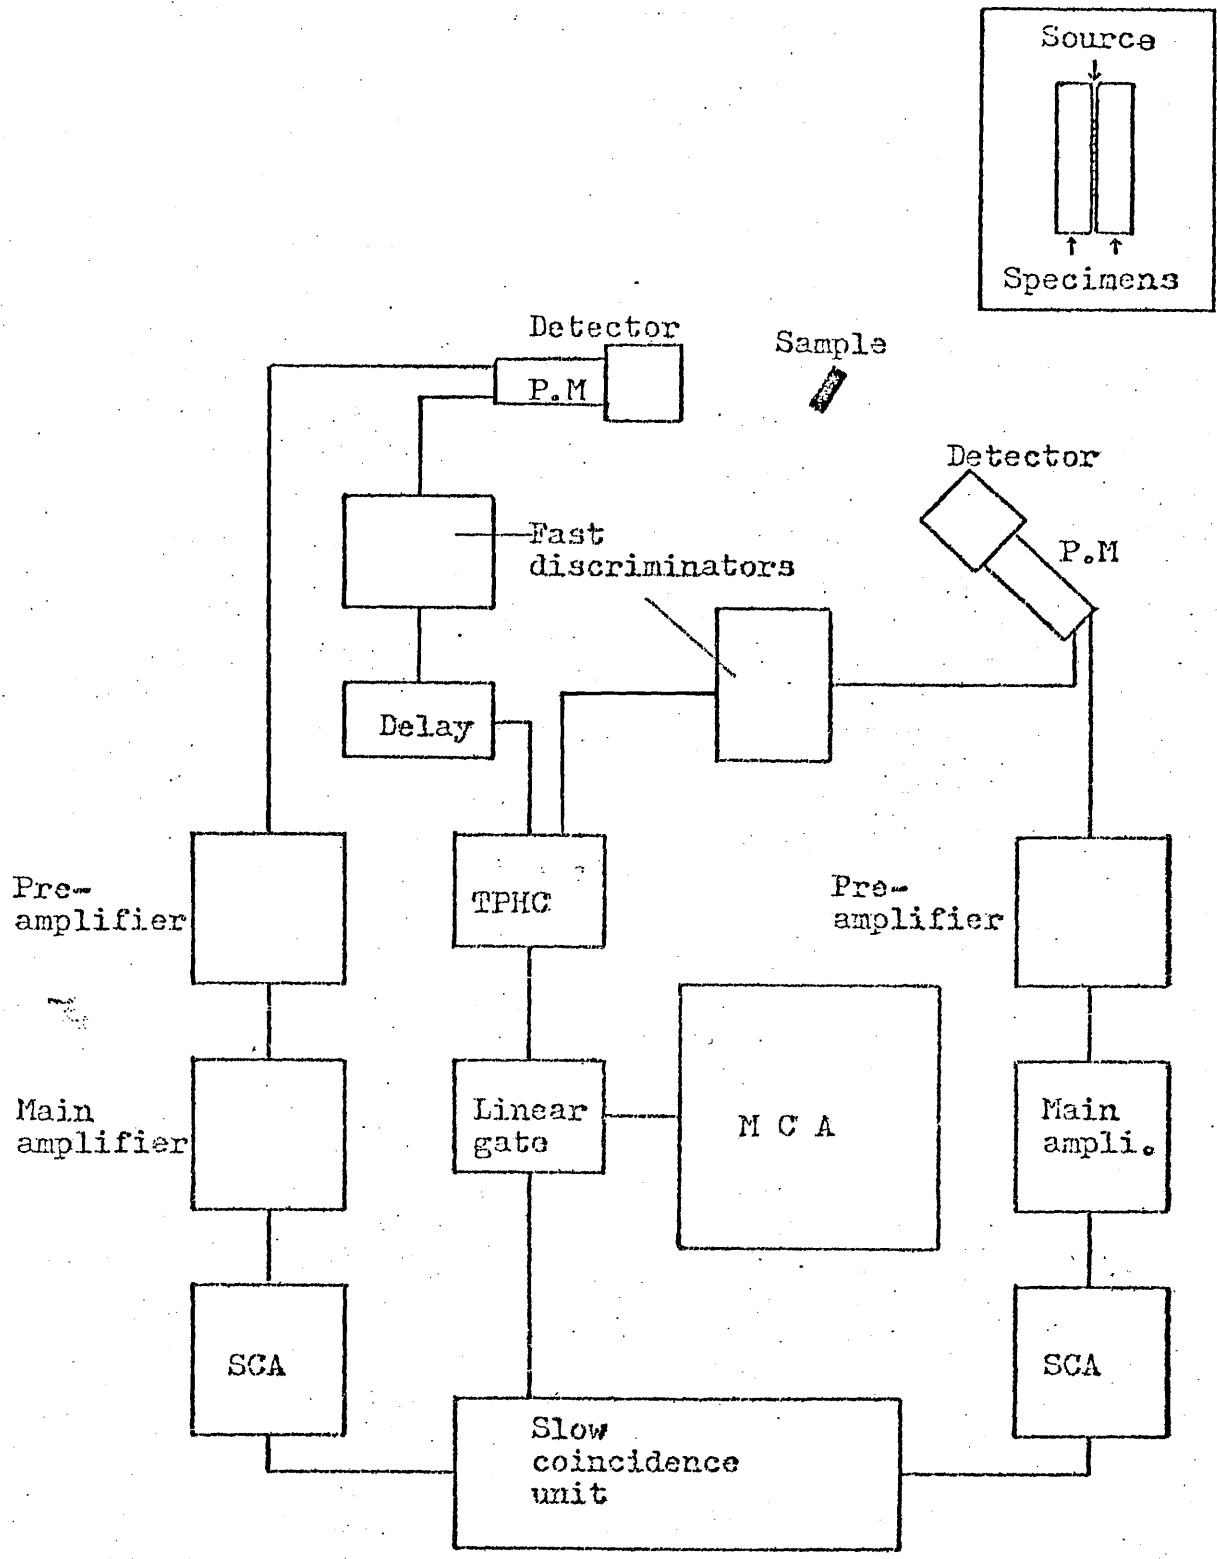 Source
Specimens
Detector
Sample
P.M
Detector
Fast
discriminators
P.M
Delay
Pre-
amplifier
TPHC
Pre-
amplifier
Main
amplifier
Linear
gate
M C A
Main
ampli.
SCA
SCA
Slow
coincidence
unit